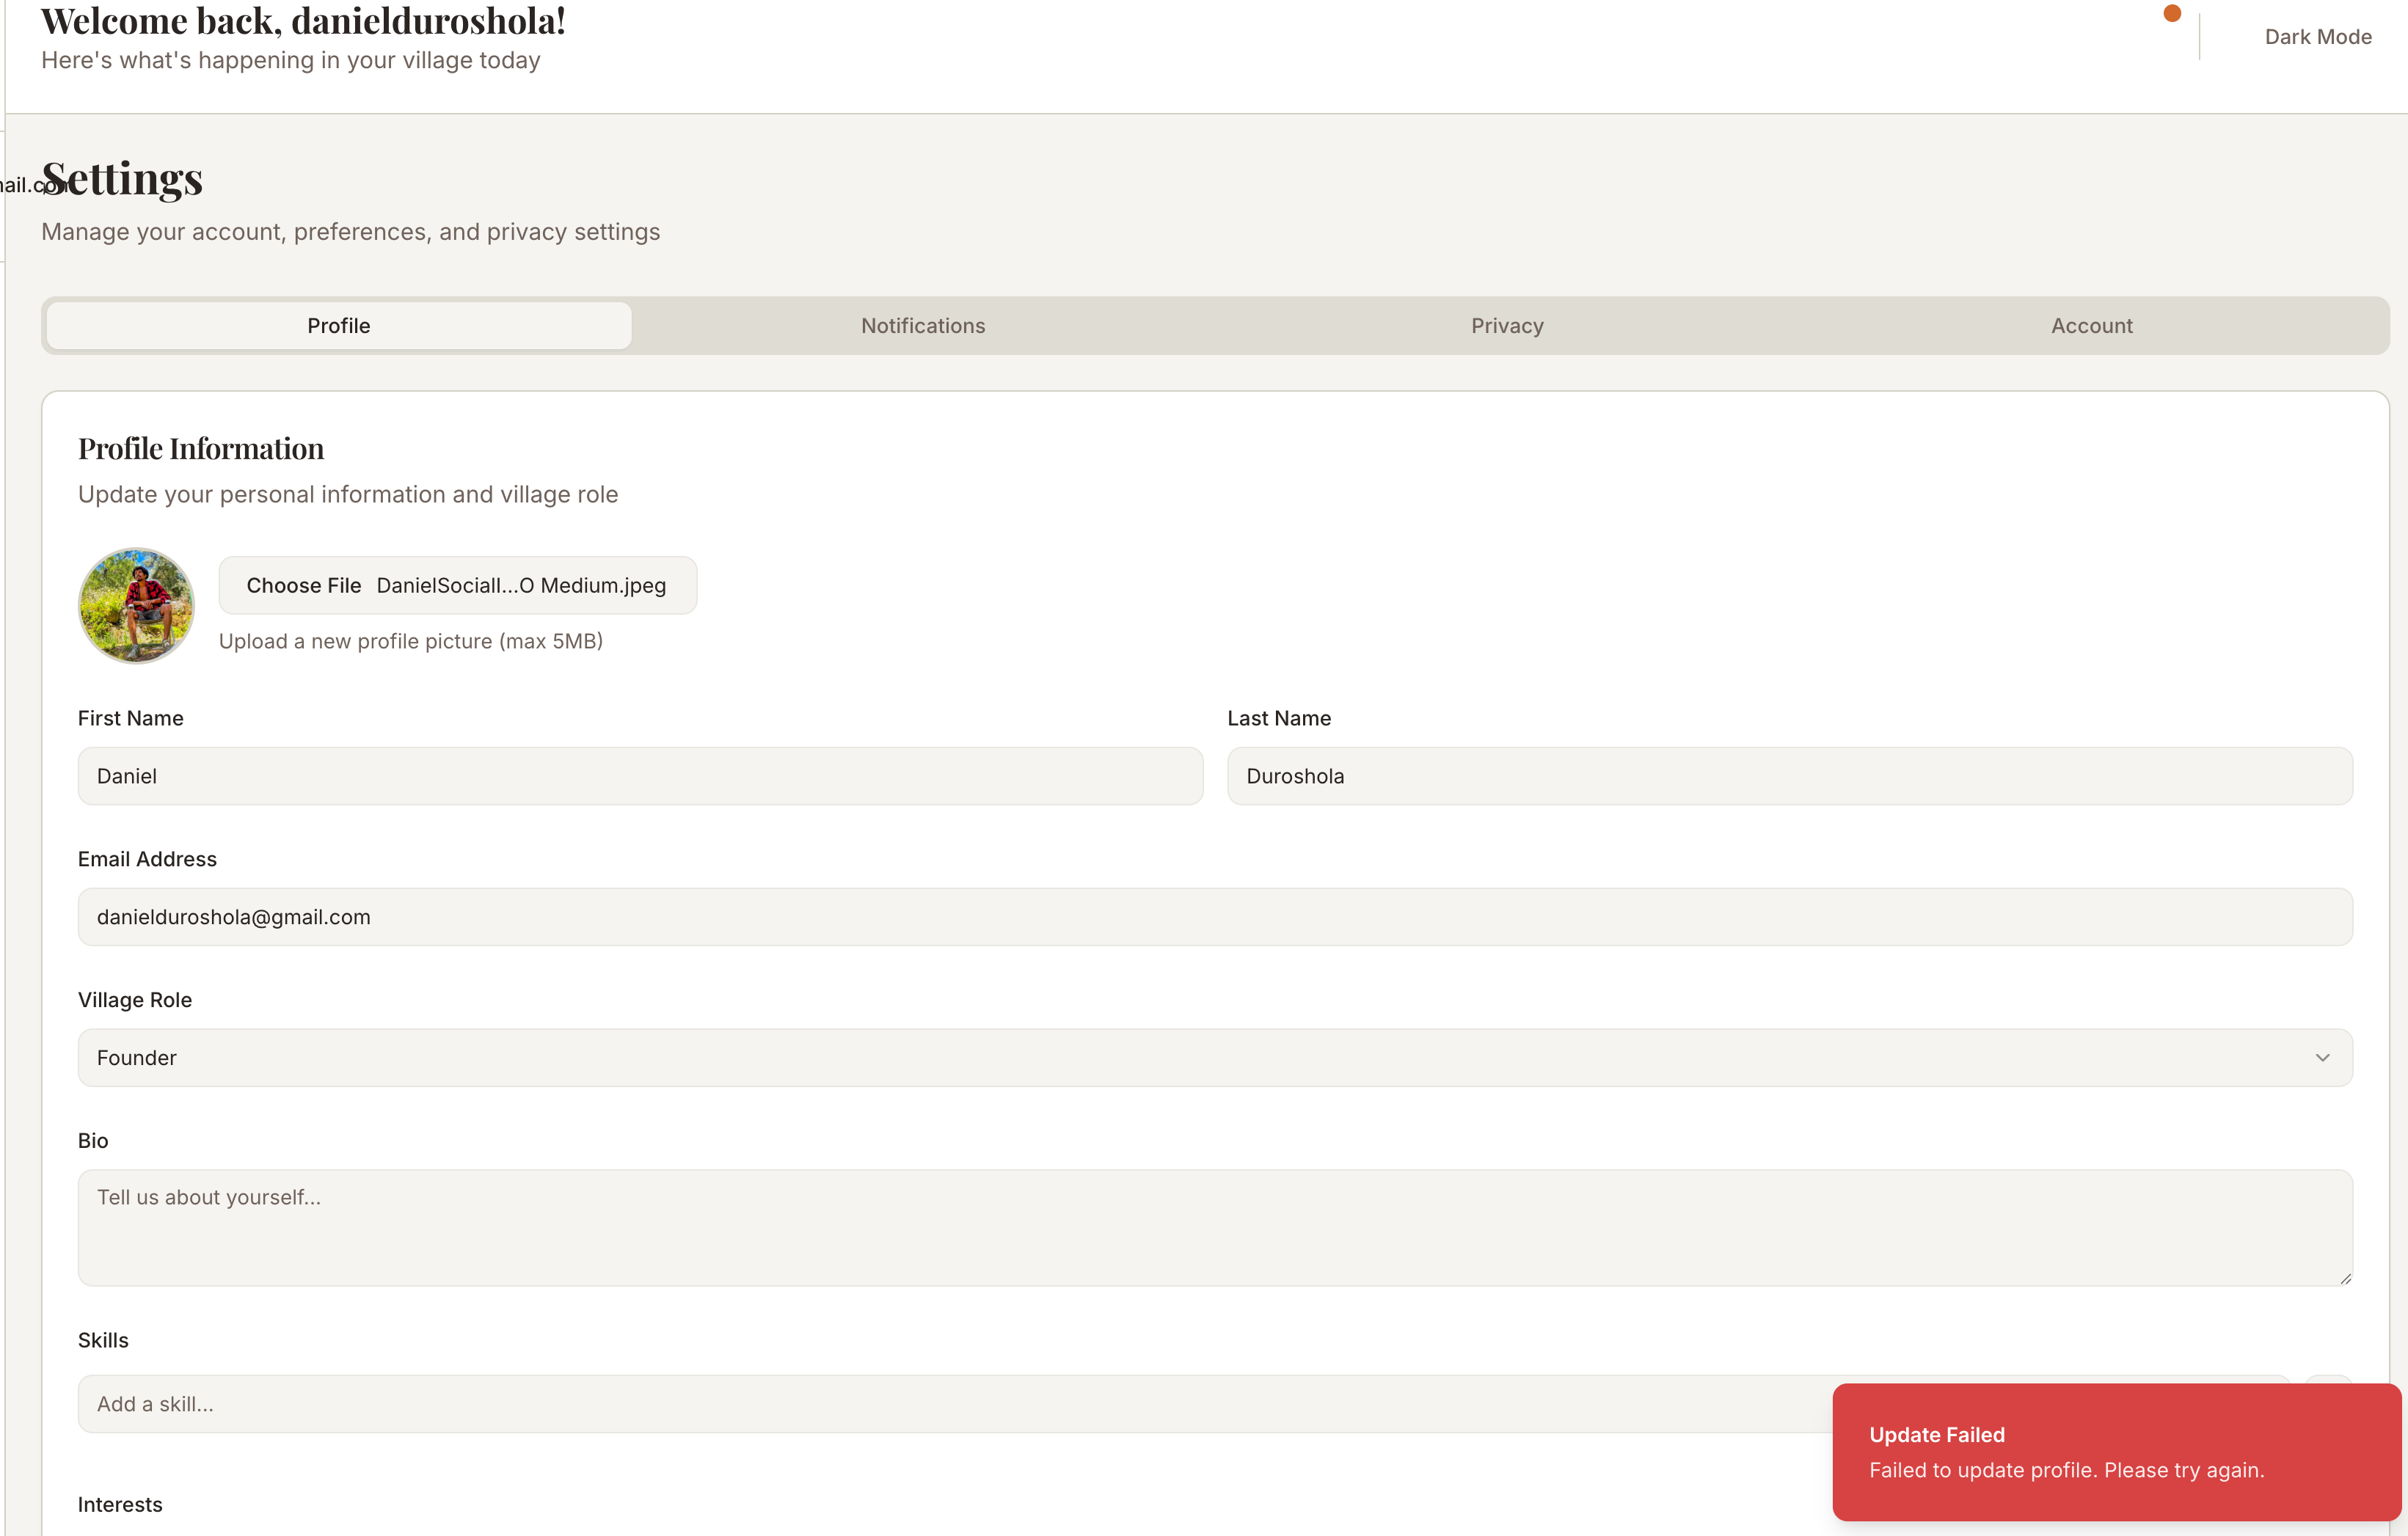 Welcome back, danielduroshola!
Here's what's happening in your village today
Dark Mode
ail.com
Settings
Manage your account, preferences, and privacy settings
Profile
Notifications
Privacy
Account
Profile Information
Update your personal information and village role
Choose File DanielSociall...O Medium.jpeg
Upload a new profile picture (max 5MB)
First Name
Last Name
Daniel
Duroshola
Email Address
danielduroshola@gmail.com
Village Role
Founder
Bio
Tell us about yourself...
Skills
Add a skill...
Update Failed
Failed to update profile. Please try again.
Interests